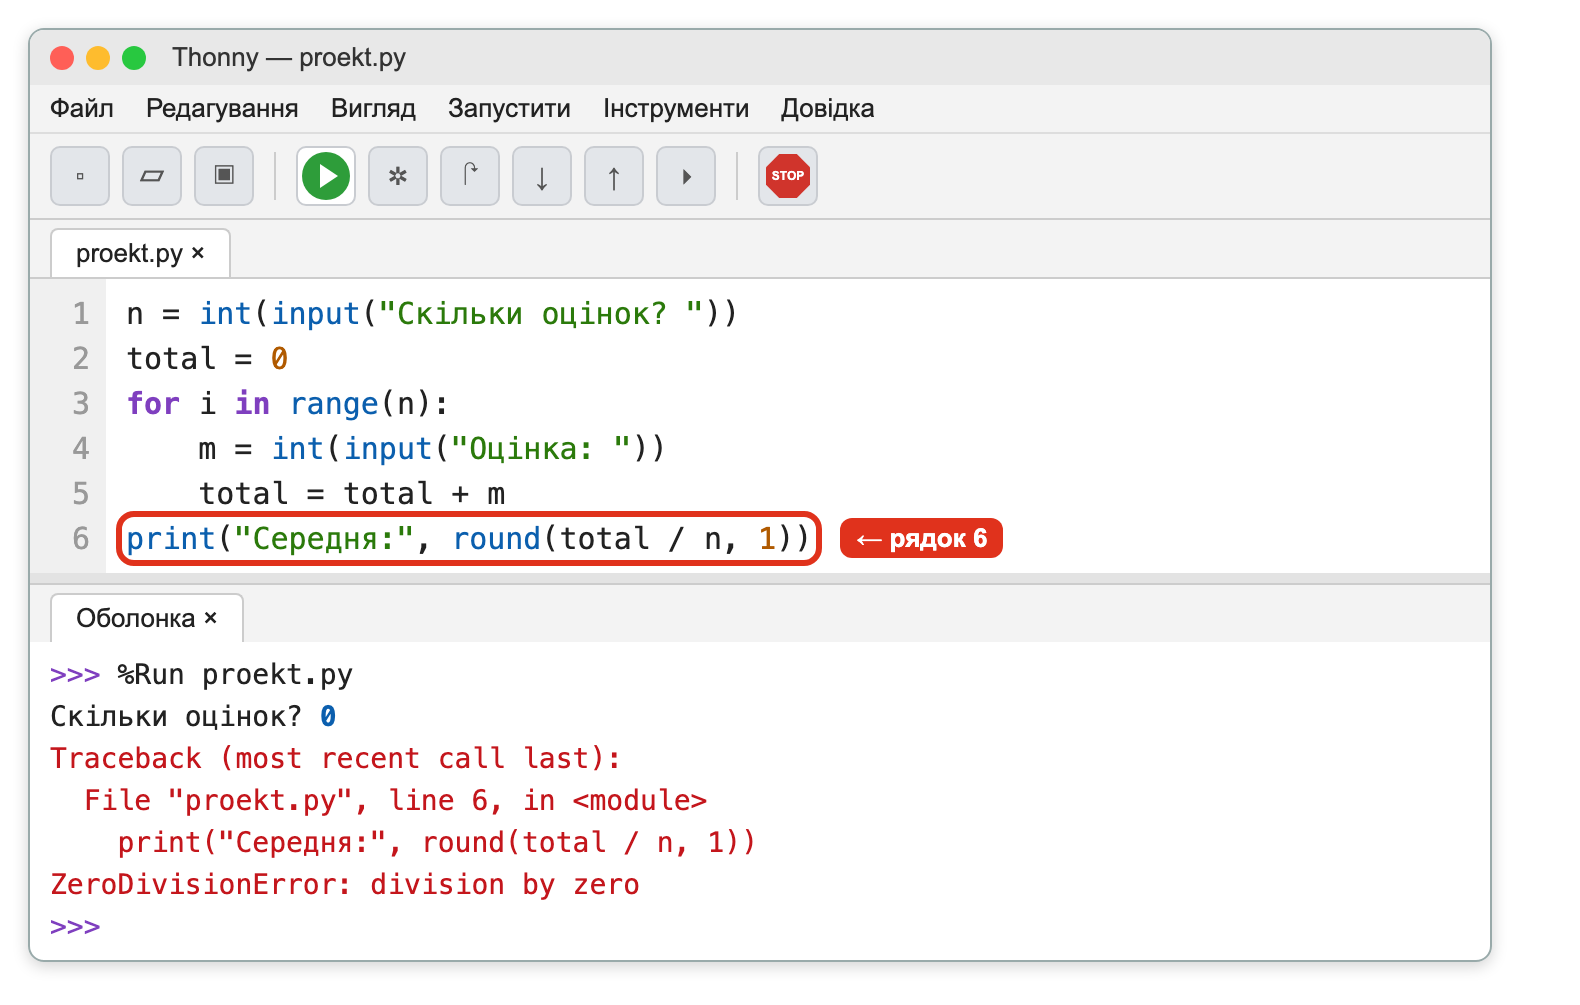 Thonny — proekt.py
Файл Редагування Вигляд Запустити Інструменти Довідка
STOP
proekt.py ×
1 n = int(input("Скільки оцінок? "))
2 total = 0
3 for i in range(n):
4     m = int(input("Оцінка: "))
5     total = total + m
6 print("Середня:", round(total / n, 1)) ← рядок 6
Оболонка ×
>>> %Run proekt.py
Скільки оцінок? 0
Traceback (most recent call last):
  File "proekt.py", line 6, in <module>
    print("Середня:", round(total / n, 1))
ZeroDivisionError: division by zero
>>>